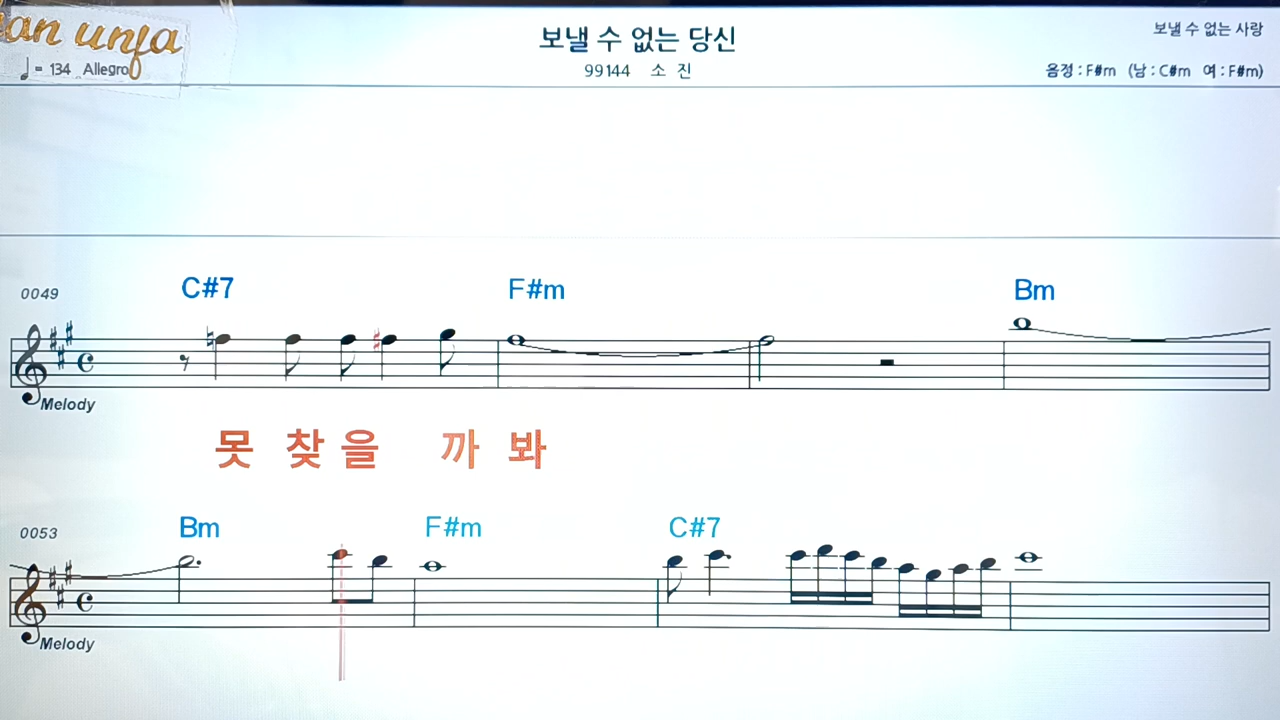 an unja
보낼 수 없는 당신
보낼 수 없는 사랑
♩= 134 Allegro
99144 소 진
음정 : F#m (남 : C#m 여 : F#m)
0049 C#7 F#m Bm
Melody
못 찾 을 까 봐
0053 Bm F#m C#7
Melody